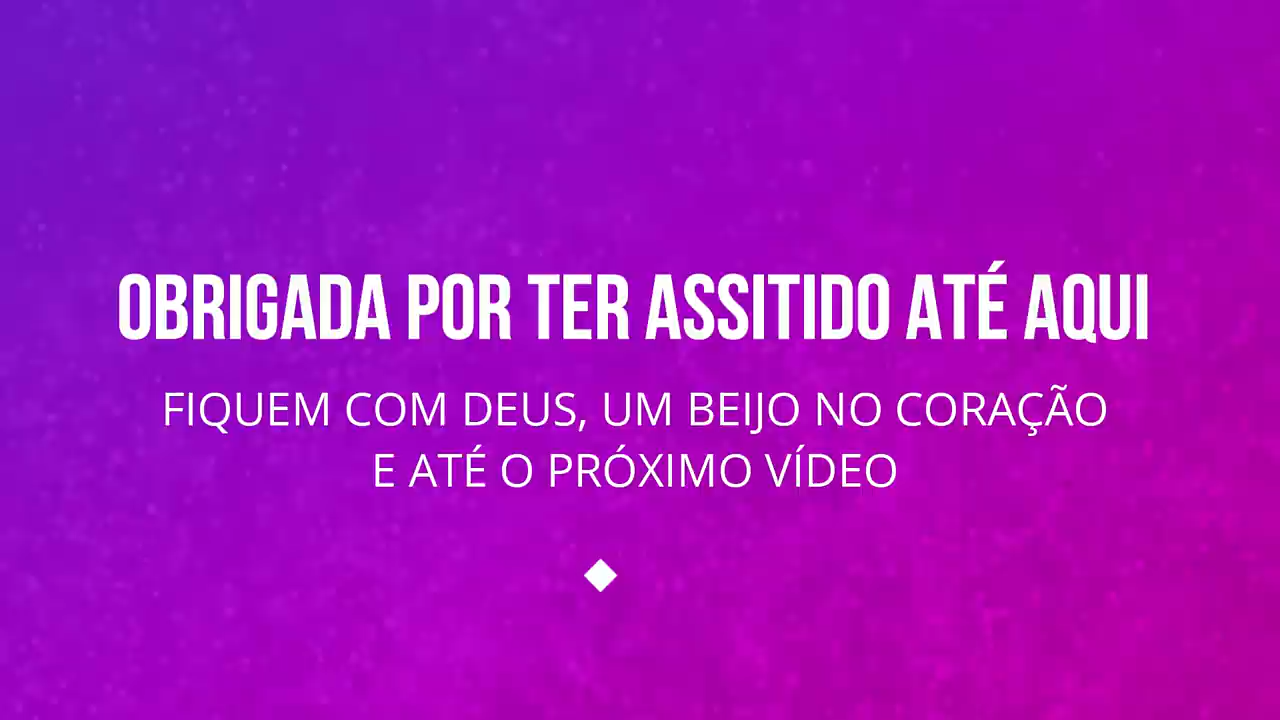 OBRIGADA POR TER ASSITIDO ATÉ AQUI
FIQUEM COM DEUS, UM BEIJO NO CORAÇÃO
E ATÉ O PRÓXIMO VÍDEO